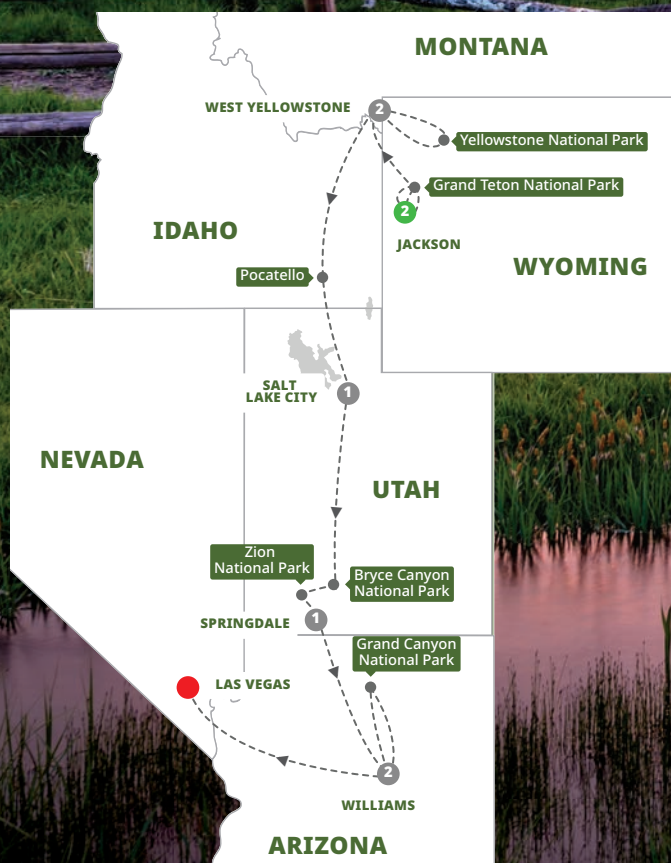 MONTANA
WEST YELLOWSTONE
2
Yellowstone National Park
Grand Teton National Park
2
JACKSON
IDAHO
WYOMING
Pocatello
SALT
LAKE CITY
1
NEVADA
UTAH
Zion
National Park
Bryce Canyon
National Park
SPRINGDALE
1
Grand Canyon
National Park
LAS VEGAS
2
WILLIAMS
ARIZONA